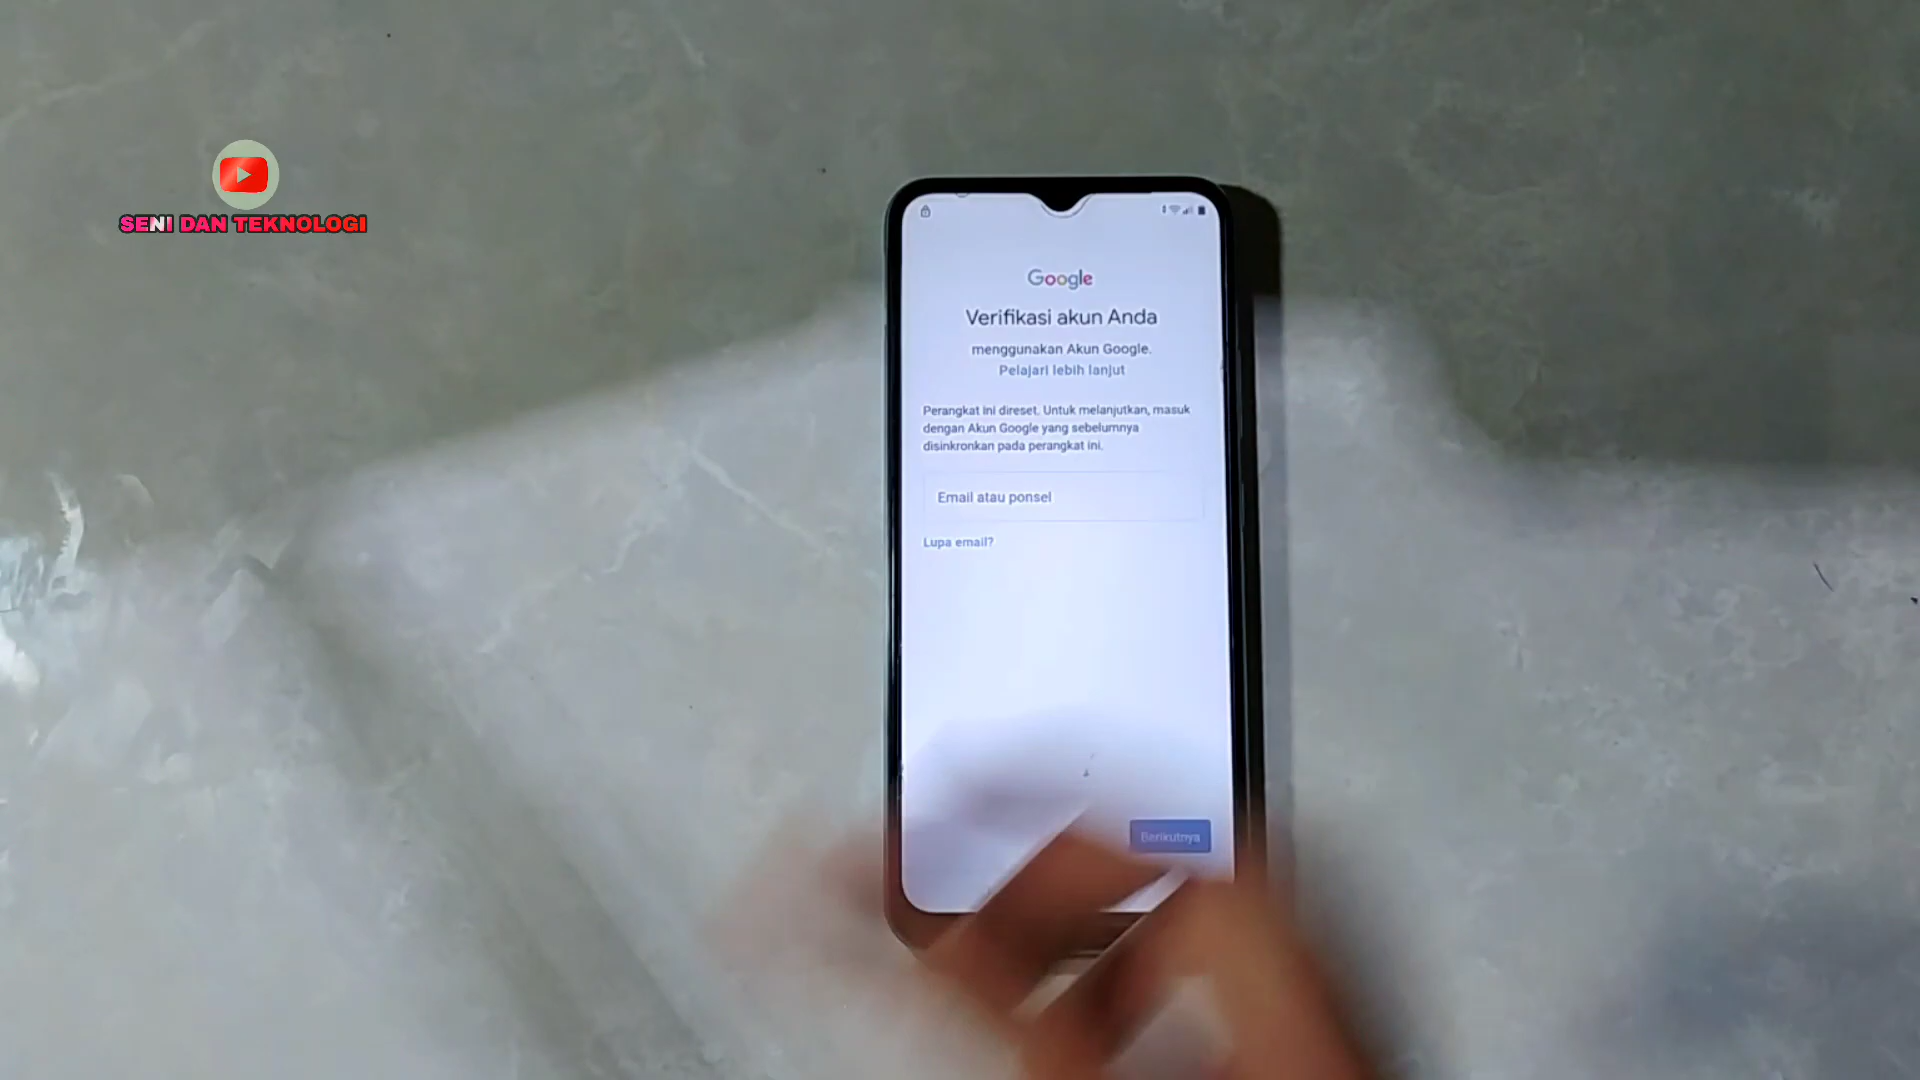 SENI DAN TEKNOLOGI
Google
Verifikasi akun Anda
menggunakan Akun Google.
Pelajari lebih lanjut
Perangkat ini direset. Untuk melanjutkan, masuk
dengan Akun Google yang sebelumnya
disinkronkan pada perangkat ini.
Email atau ponsel
Lupa email?
Berikutnya